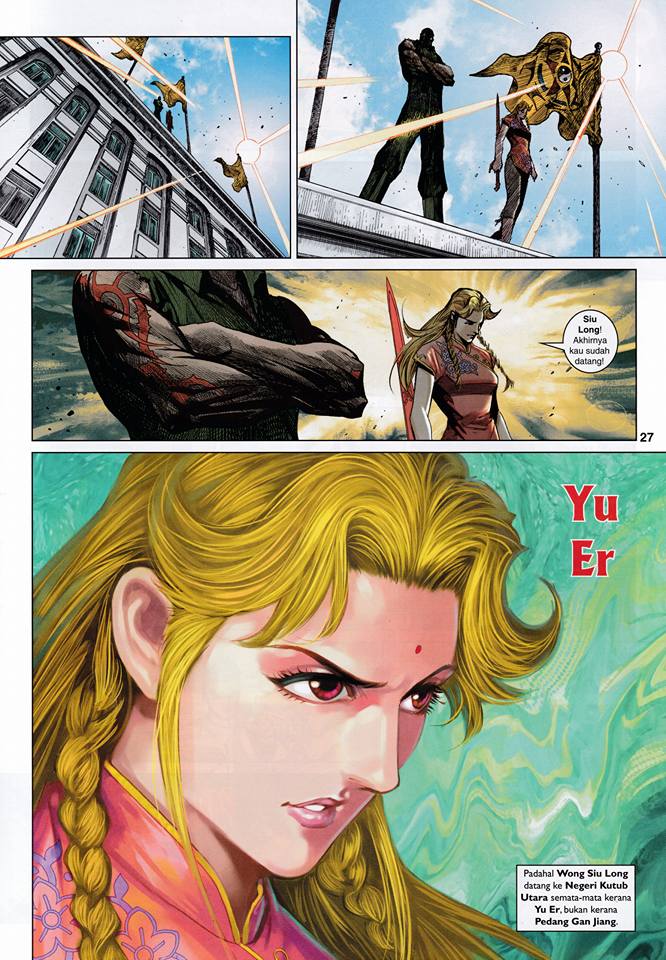 Siu
Long!
Akhirnya
kau sudah
datang!
27
Yu
Er
Padahal Wong Siu Long
datang ke Negeri Kutub
Utara semata-mata kerana
Yu Er, bukan kerana
Pedang Gan Jiang.